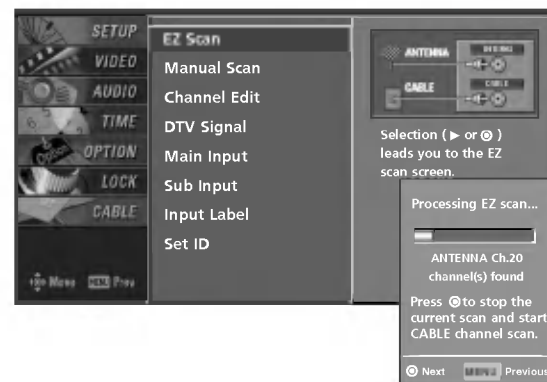 SETUP
VIDEO
AUDIO
TIME
OPTION
LOCK
CABLE
Move MENU Prev
EZ Scan
Manual Scan
Channel Edit
DTV Signal
Main Input
Sub Input
Input Label
Set ID
ANTENNA
CABLE
CABLE
Selection ( ▶ or ◉ )
leads you to the EZ
scan screen.
Processing EZ scan...
ANTENNA Ch.20
channel(s) found
Press ◉ to stop the
current scan and start
CABLE channel scan.
◉ Next MENU Previous